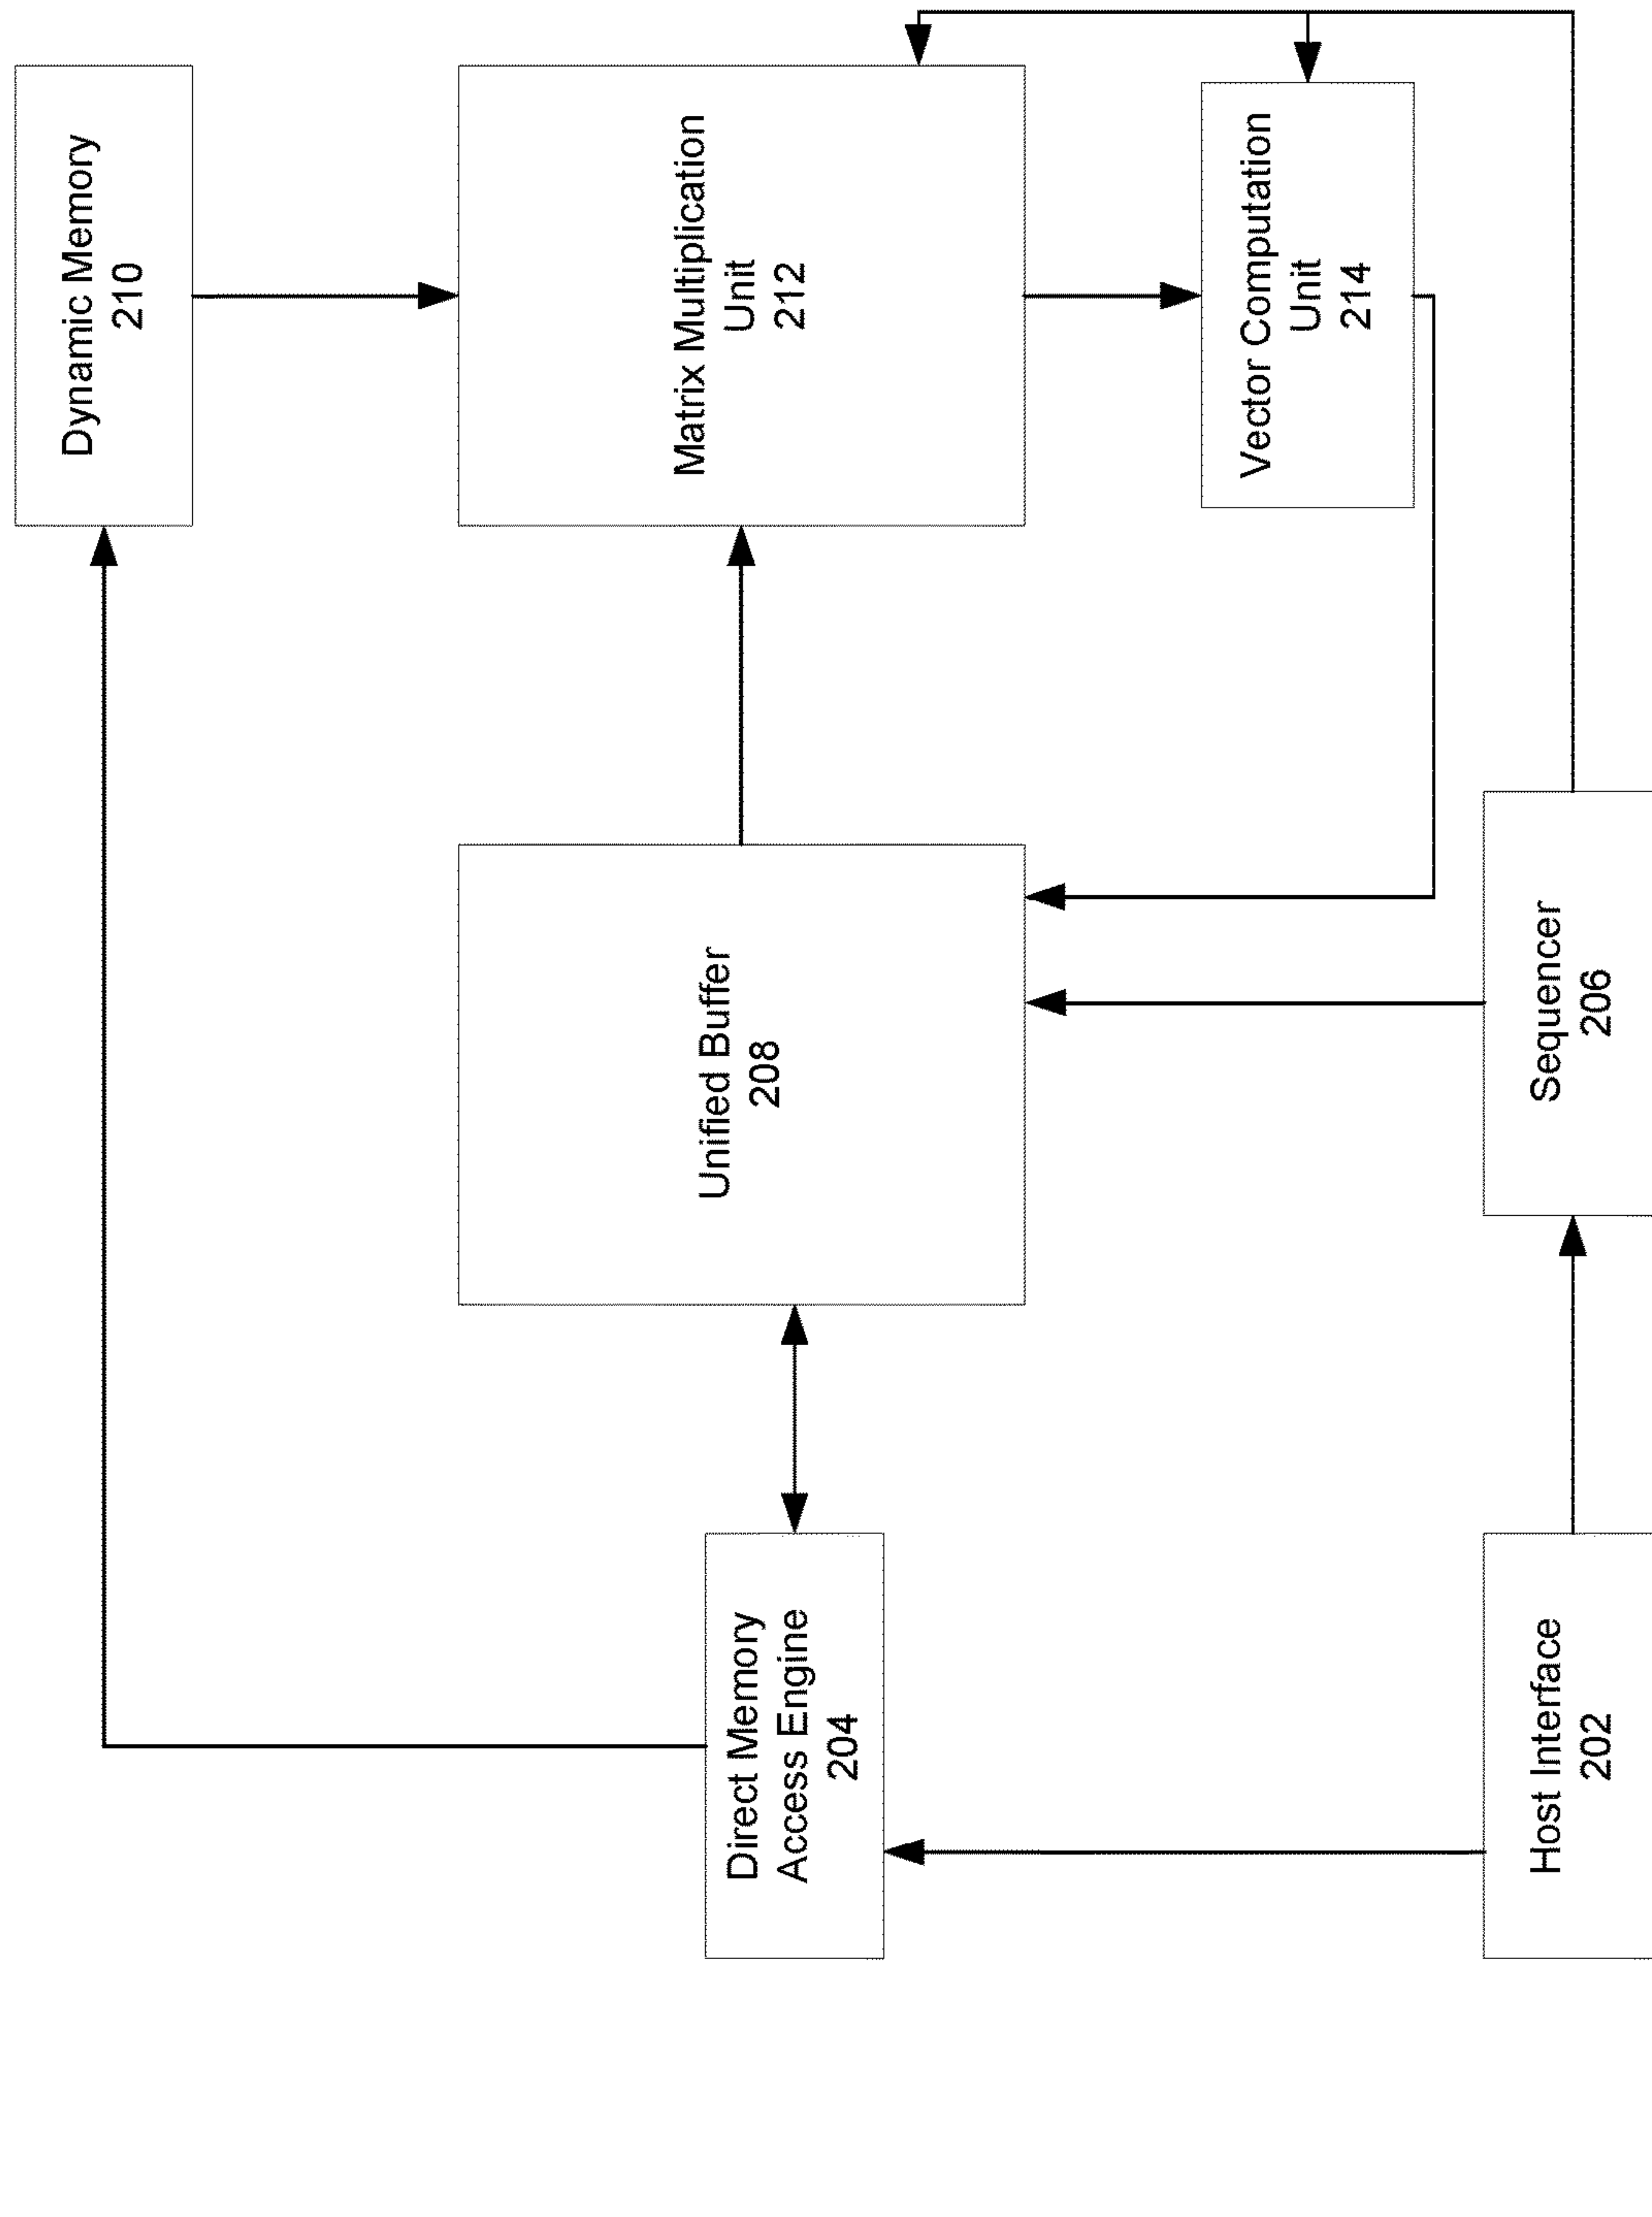 Dynamic Memory
210
Direct Memory
Access Engine
204
Unified Buffer
208
Matrix Multiplication
Unit
212
Vector Computation
Unit
214
Host Interface
202
Sequencer
206